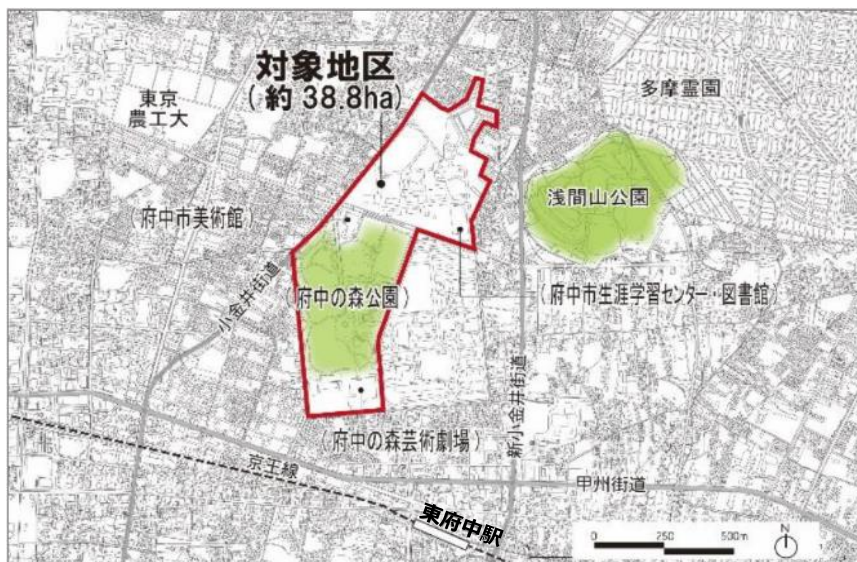 対象地区
(約38.8ha)
東京
農工大
多摩霊園
浅間山公園
(府中市美術館)
小金井街道
(府中の森公園)
(府中市生涯学習センター・図書館)
新小金井街道
(府中の森芸術劇場)
京王線
甲州街道
東府中駅
0 250 500m
N